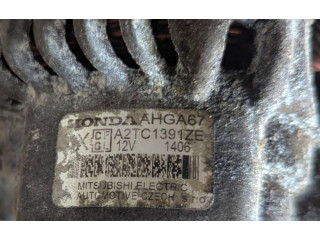 HONDA AHGA67
A2TC1391ZE
12V 1406
MITSUBISHI ELECTRIC
AUTOMOTIVE CZECH s.r.o.